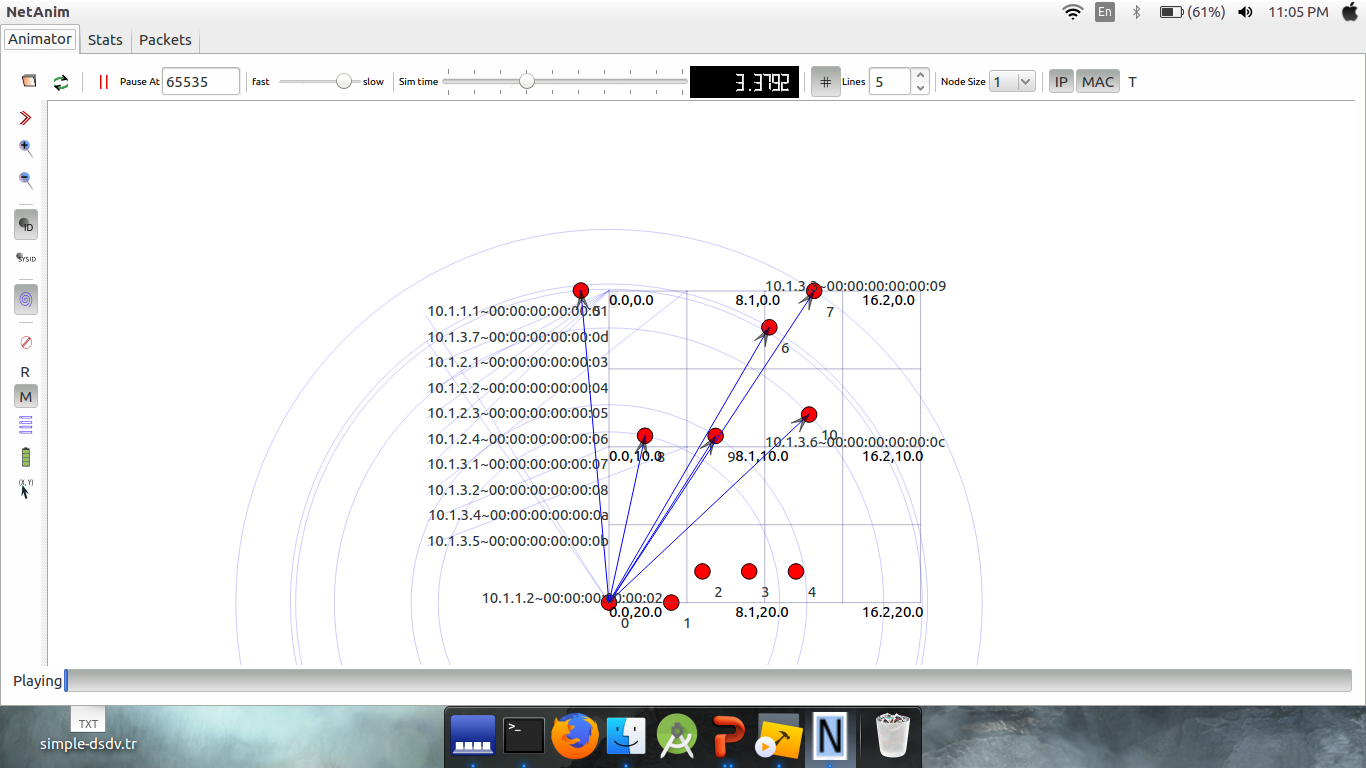 NetAnim
En
(61%)
11:05 PM
Animator Stats Packets
Pause At 65535 fast slow Sim time 3.3792 # Lines 5 Node Size 1 IP MAC T
ID
SYSID
R
M
(X, Y)
10.1.3.3~00:00:00:00:00:09
0.0,0.0 8.1,0.0 16.2,0.0
10.1.1.1~00:00:00:00:00:01
5
7
10.1.3.7~00:00:00:00:00:0d
6
10.1.2.1~00:00:00:00:00:03
10.1.2.2~00:00:00:00:00:04
10.1.2.3~00:00:00:00:00:05
10
10.1.2.4~00:00:00:00:00:06
10.1.3.6~00:00:00:00:00:0c
0.0,10.0 8 9 8.1,10.0 16.2,10.0
10.1.3.1~00:00:00:00:00:07
10.1.3.2~00:00:00:00:00:08
10.1.3.4~00:00:00:00:00:0a
10.1.3.5~00:00:00:00:00:0b
2 3 4
10.1.1.2~00:00:00:00:00:02
0.0,20.0 8.1,20.0 16.2,20.0
0 1
Playing
TXT
simple-dsdv.tr
>_
N